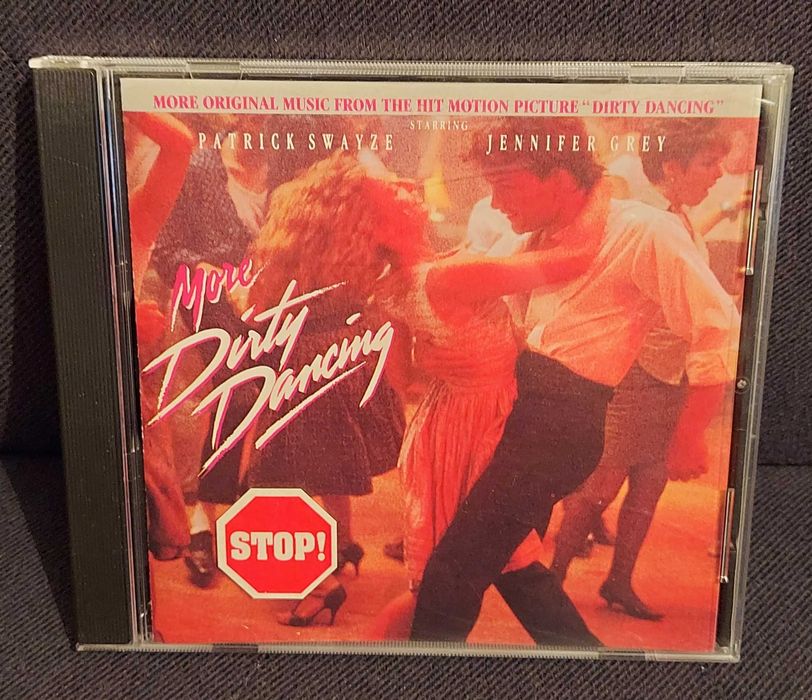 MORE ORIGINAL MUSIC FROM THE HIT MOTION PICTURE "DIRTY DANCING"
STARRING
PATRICK SWAYZE JENNIFER GREY
More
Dirty
Dancing
STOP!